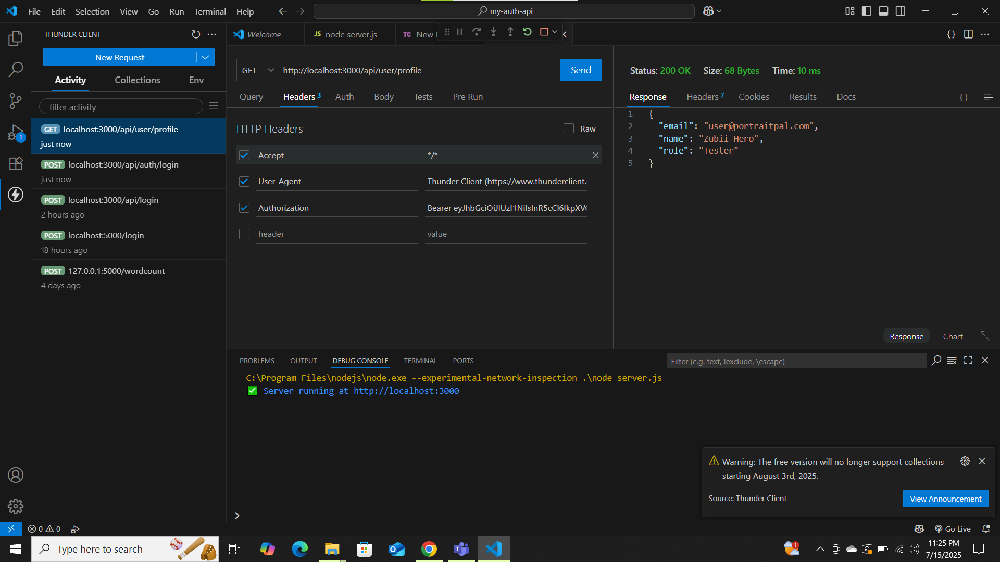 File Edit Selection View Go Run Terminal Help
my-auth-api
THUNDER CLIENT
New Request
Activity Collections Env
filter activity
GET localhost:3000/api/user/profile
just now
POST localhost:3000/api/auth/login
just now
POST localhost:3000/api/login
2 hours ago
POST localhost:5000/login
18 hours ago
POST 127.0.0.1:5000/wordcount
4 days ago
Welcome
JS node server.js
TC New
GET http://localhost:3000/api/user/profile Send
Query Headers 3 Auth Body Tests Pre Run
HTTP Headers Raw
Accept */*
User-Agent Thunder Client (https://www.thunderclient.
Authorization
Bearer
header value
Status: 200 OK Size: 68 Bytes Time: 10 ms
Response Headers 7 Cookies Results Docs
{ }
1 {
2 "email": "user@portraitpal.com",
3 "name": "Zubii Hero",
4 "role": "Tester"
5 }
Response Chart
PROBLEMS OUTPUT DEBUG CONSOLE TERMINAL PORTS
Filter (e.g. text, !exclude, \escape)
C:\Program Files\nodejs\node.exe --experimental-network-inspection .\node server.js
✅ Server running at http://localhost:3000
Warning: The free version will no longer support collections
starting August 3rd, 2025.
Source: Thunder Client
View Announcement
0 0
Go Live
Type here to search
11:25 PM
7/15/2025